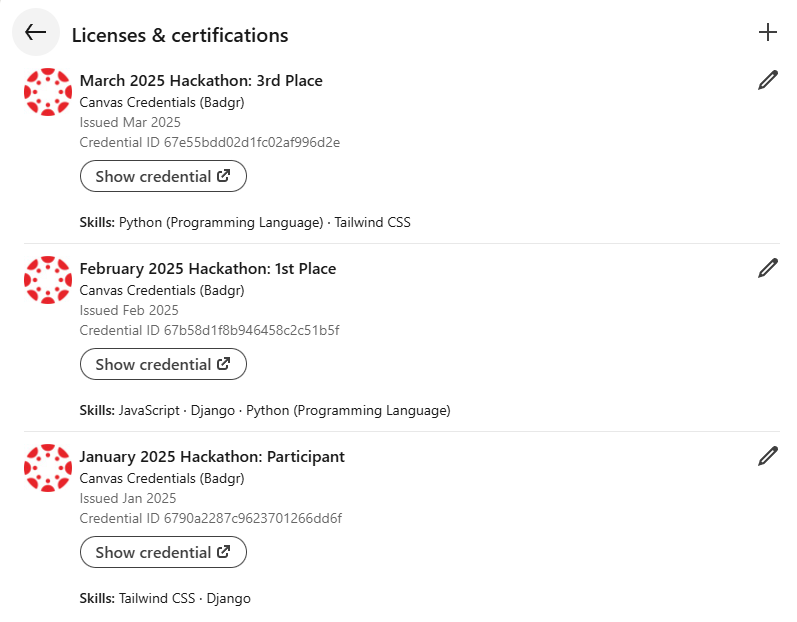 Licenses & certifications
March 2025 Hackathon: 3rd Place
Canvas Credentials (Badgr)
Issued Mar 2025
Credential ID 67e55bdd02d1fc02af996d2e
Show credential
Skills: Python (Programming Language) · Tailwind CSS
February 2025 Hackathon: 1st Place
Canvas Credentials (Badgr)
Issued Feb 2025
Credential ID 67b58d1f8b946458c2c51b5f
Show credential
Skills: JavaScript · Django · Python (Programming Language)
January 2025 Hackathon: Participant
Canvas Credentials (Badgr)
Issued Jan 2025
Credential ID 6790a2287c9623701266dd6f
Show credential
Skills: Tailwind CSS · Django